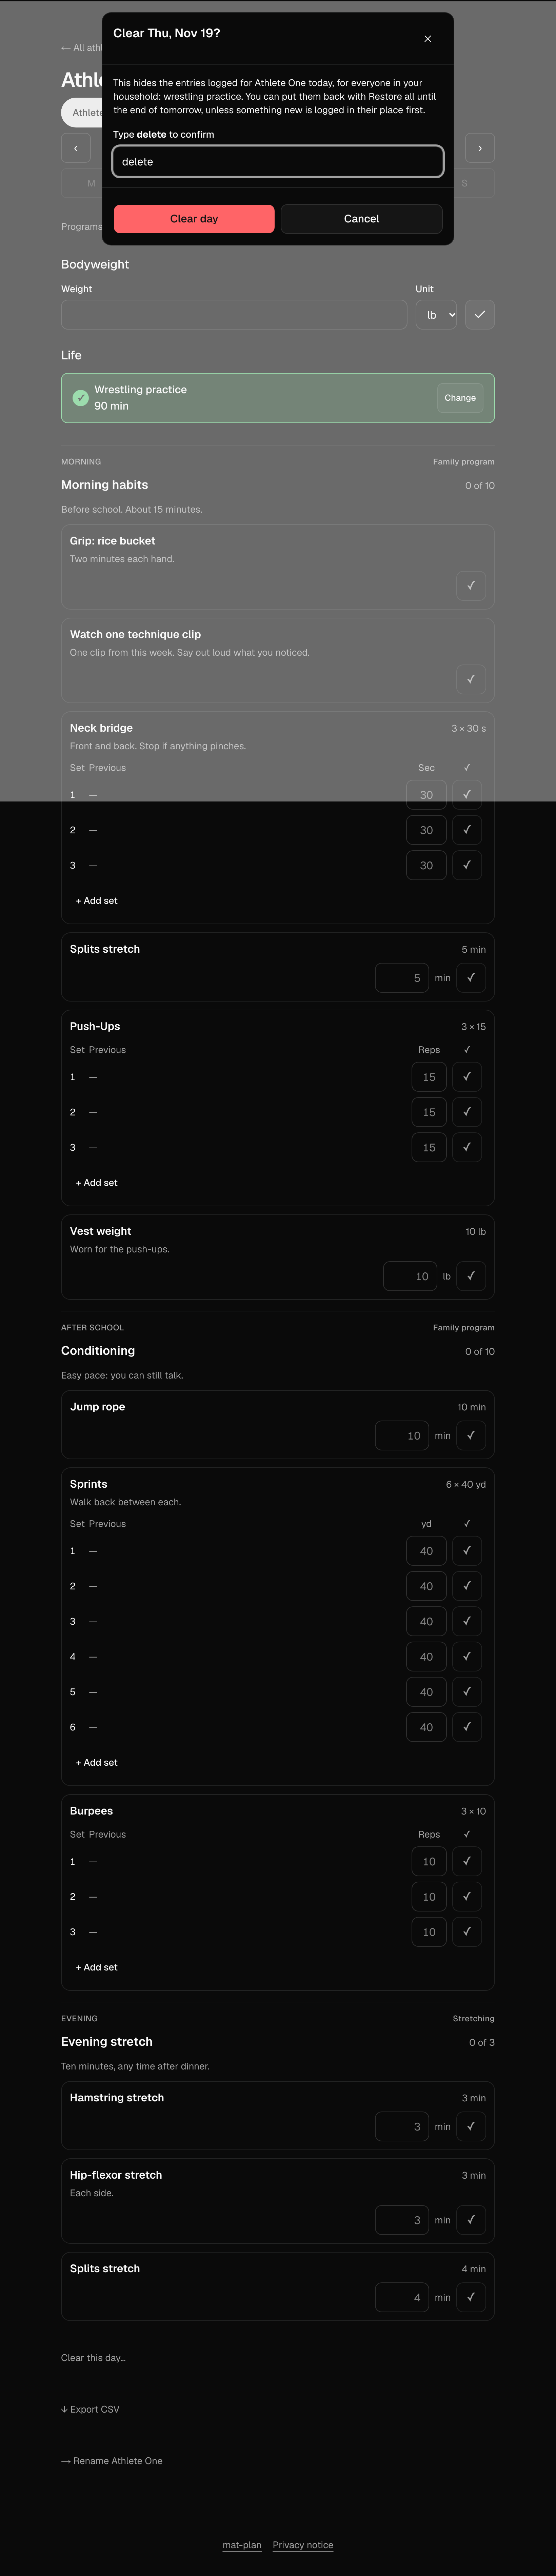 ← All athl
Athle
Athlete
‹
›
M
S
Programs
Clear Thu, Nov 19?
×
This hides the entries logged for Athlete One today, for everyone in your
household: wrestling practice. You can put them back with Restore all until
the end of tomorrow, unless something new is logged in their place first.
Type delete to confirm
delete
Clear day
Cancel
Bodyweight
Weight
Unit
lb
✓
Life
✓
Wrestling practice
90 min
Change
MORNING
Family program
Morning habits
0 of 10
Before school. About 15 minutes.
Grip: rice bucket
Two minutes each hand.
✓
Watch one technique clip
One clip from this week. Say out loud what you noticed.
✓
Neck bridge
3 × 30 s
Front and back. Stop if anything pinches.
Set Previous Sec ✓
1 — 30 ✓
2 — 30 ✓
3 — 30 ✓
+ Add set
Splits stretch
5 min
5 min ✓
Push-Ups
3 × 15
Set Previous Reps ✓
1 — 15 ✓
2 — 15 ✓
3 — 15 ✓
+ Add set
Vest weight
10 lb
Worn for the push-ups.
10 lb ✓
AFTER SCHOOL
Family program
Conditioning
0 of 10
Easy pace: you can still talk.
Jump rope
10 min
10 min ✓
Sprints
6 × 40 yd
Walk back between each.
Set Previous yd ✓
1 — 40 ✓
2 — 40 ✓
3 — 40 ✓
4 — 40 ✓
5 — 40 ✓
6 — 40 ✓
+ Add set
Burpees
3 × 10
Set Previous Reps ✓
1 — 10 ✓
2 — 10 ✓
3 — 10 ✓
+ Add set
EVENING
Stretching
Evening stretch
0 of 3
Ten minutes, any time after dinner.
Hamstring stretch
3 min
3 min ✓
Hip-flexor stretch
3 min
Each side.
3 min ✓
Splits stretch
4 min
4 min ✓
Clear this day...
↓ Export CSV
→ Rename Athlete One
mat-plan
Privacy notice